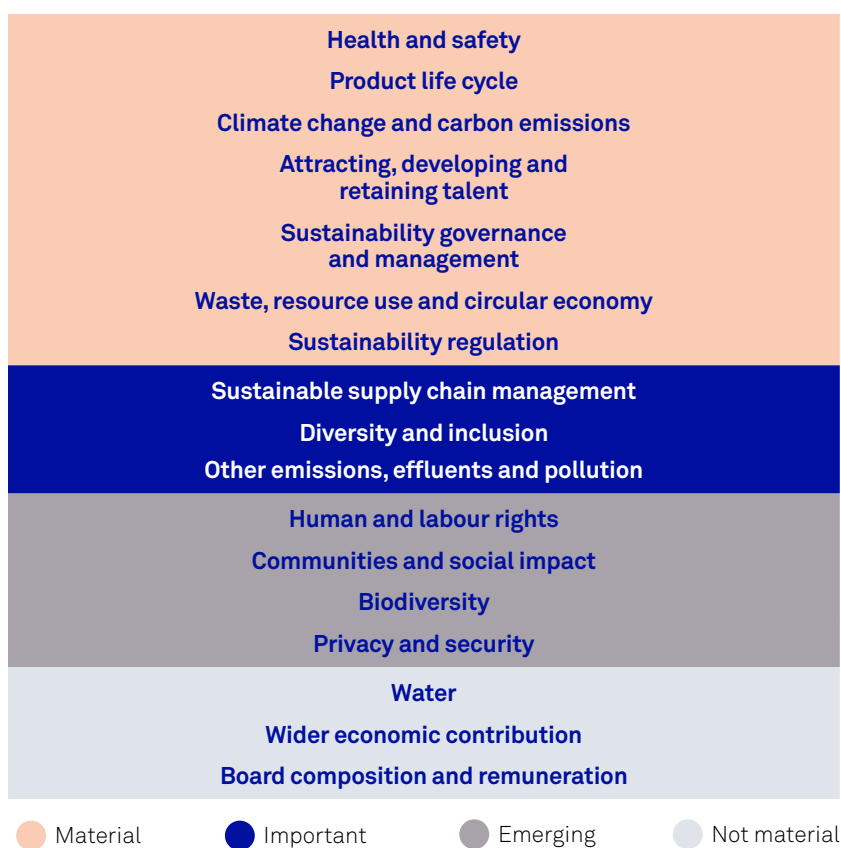 Health and safety
Product life cycle
Climate change and carbon emissions
Attracting, developing and
retaining talent
Sustainability governance
and management
Waste, resource use and circular economy
Sustainability regulation
Sustainable supply chain management
Diversity and inclusion
Other emissions, effluents and pollution
Human and labour rights
Communities and social impact
Biodiversity
Privacy and security
Water
Wider economic contribution
Board composition and remuneration
Material Important Emerging Not material